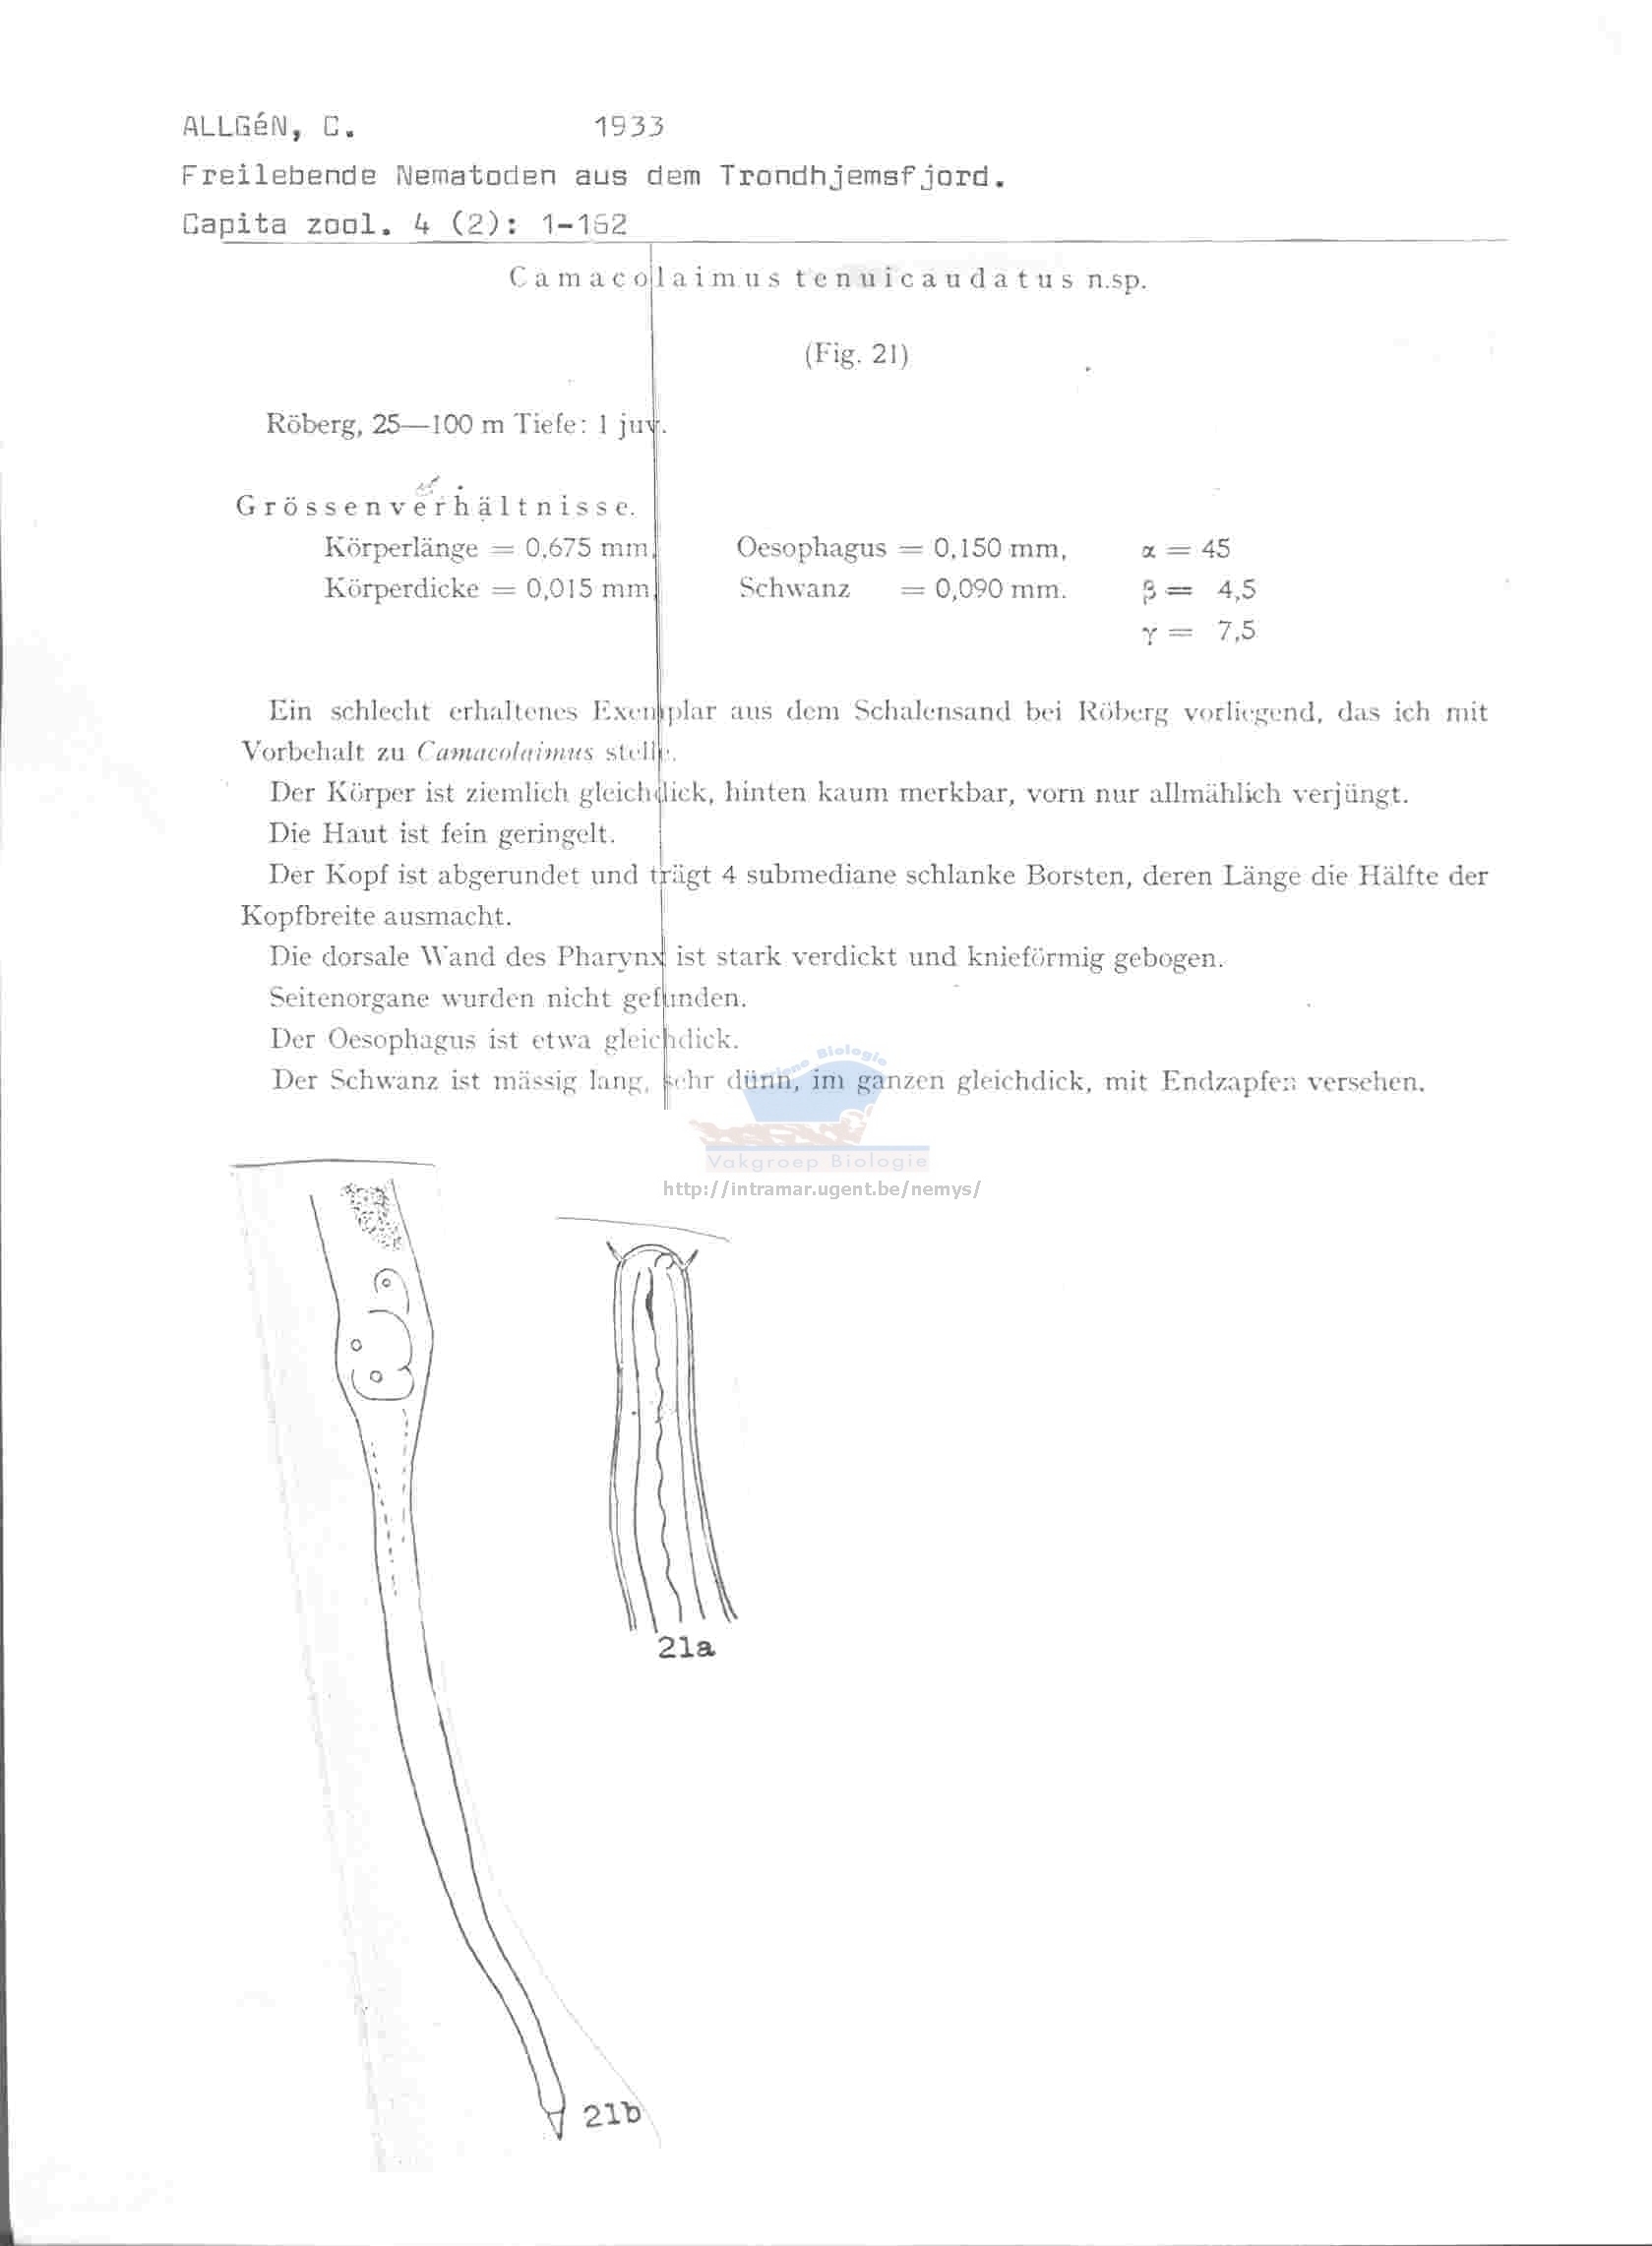 ALLGéN, C. 1933
Freilebende Nematoden aus dem Trondhjemsfjord.
Capita zool. 4 (2): 1-162
Camacolaimus tenuicaudatus n.sp.
(Fig. 21)
Röberg, 25—100 m Tiefe: 1 juv.
Grössenverhältnisse.
Körperlänge = 0,675 mm, Oesophagus = 0,150 mm, α = 45
Körperdicke = 0,015 mm, Schwanz = 0,090 mm. β = 4,5
γ = 7,5
Ein schlecht erhaltenes Exemplar aus dem Schalensand bei Röberg vorliegend, das ich mit
Vorbehalt zu Camacolaimus stelle.
Der Körper ist ziemlich gleichdick, hinten kaum merkbar, vorn nur allmählich verjüngt.
Die Haut ist fein geringelt.
Der Kopf ist abgerundet und trägt 4 submediane schlanke Borsten, deren Länge die Hälfte der
Kopfbreite ausmacht.
Die dorsale Wand des Pharynx ist stark verdickt und knieförmig gebogen.
Seitenorgane wurden nicht gefunden.
Der Oesophagus ist etwa gleichdick.
Der Schwanz ist mässig lang, sehr dünn, im ganzen gleichdick, mit Endzapfen versehen.
Mariene Biologie
Vakgroep Biologie
http://intramar.ugent.be/nemys/
21a
21b